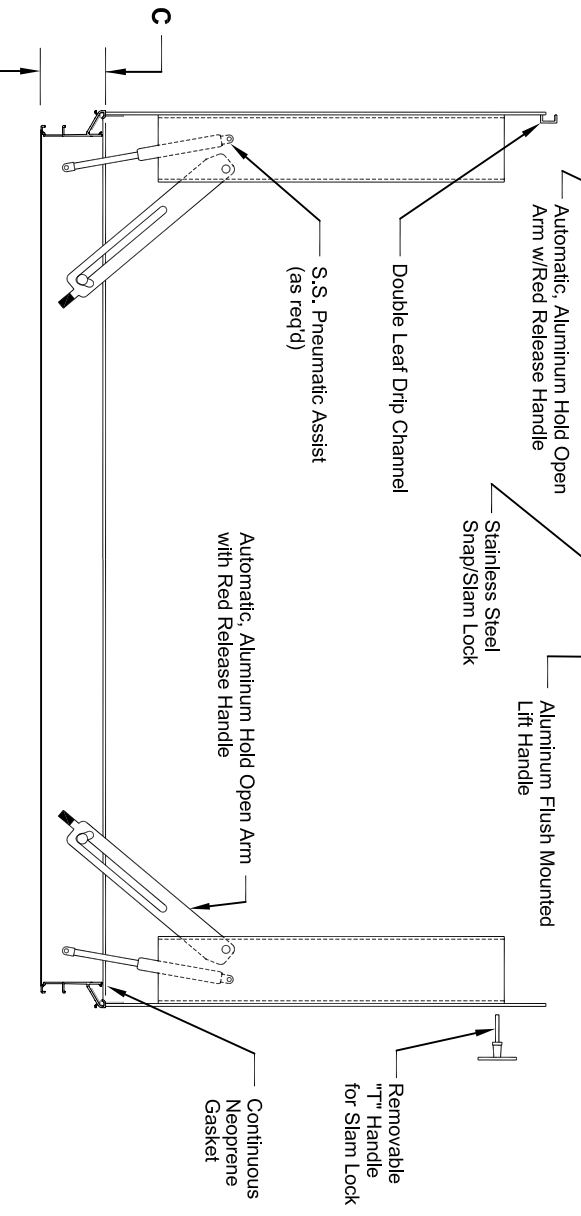 C
Automatic, Aluminum Hold Open
Arm w/Red Release Handle
Double Leaf Drip Channel
S.S. Pneumatic Assist
(as req'd)
Stainless Steel
Snap/Slam Lock
Aluminum Flush Mounted
Lift Handle
Automatic, Aluminum Hold Open Arm
with Red Release Handle
Removable
"T" Handle
for Slam Lock
Continuous
Neoprene
Gasket